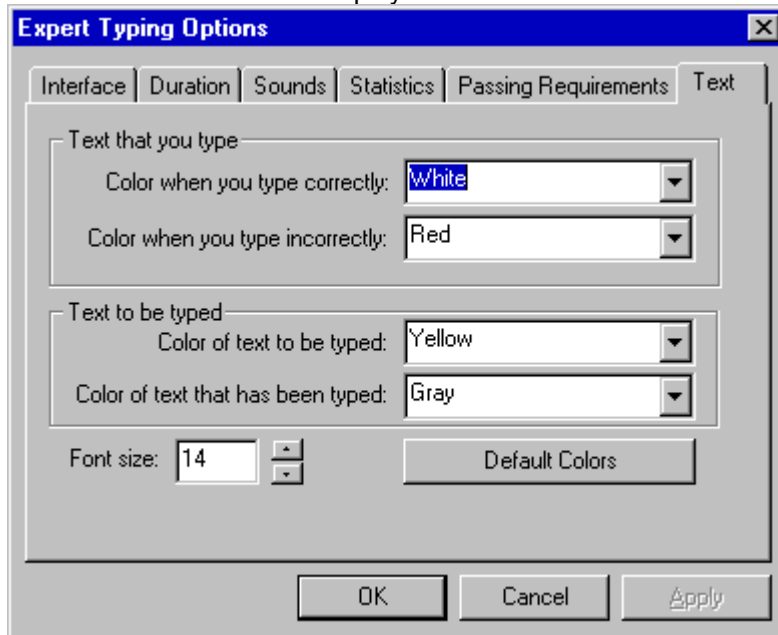 Expert Typing Options
Interface Duration Sounds Statistics Passing Requirements Text
Text that you type
Color when you type correctly: White
Color when you type incorrectly: Red
Text to be typed
Color of text to be typed: Yellow
Color of text that has been typed: Gray
Font size: 14 Default Colors
OK Cancel Apply